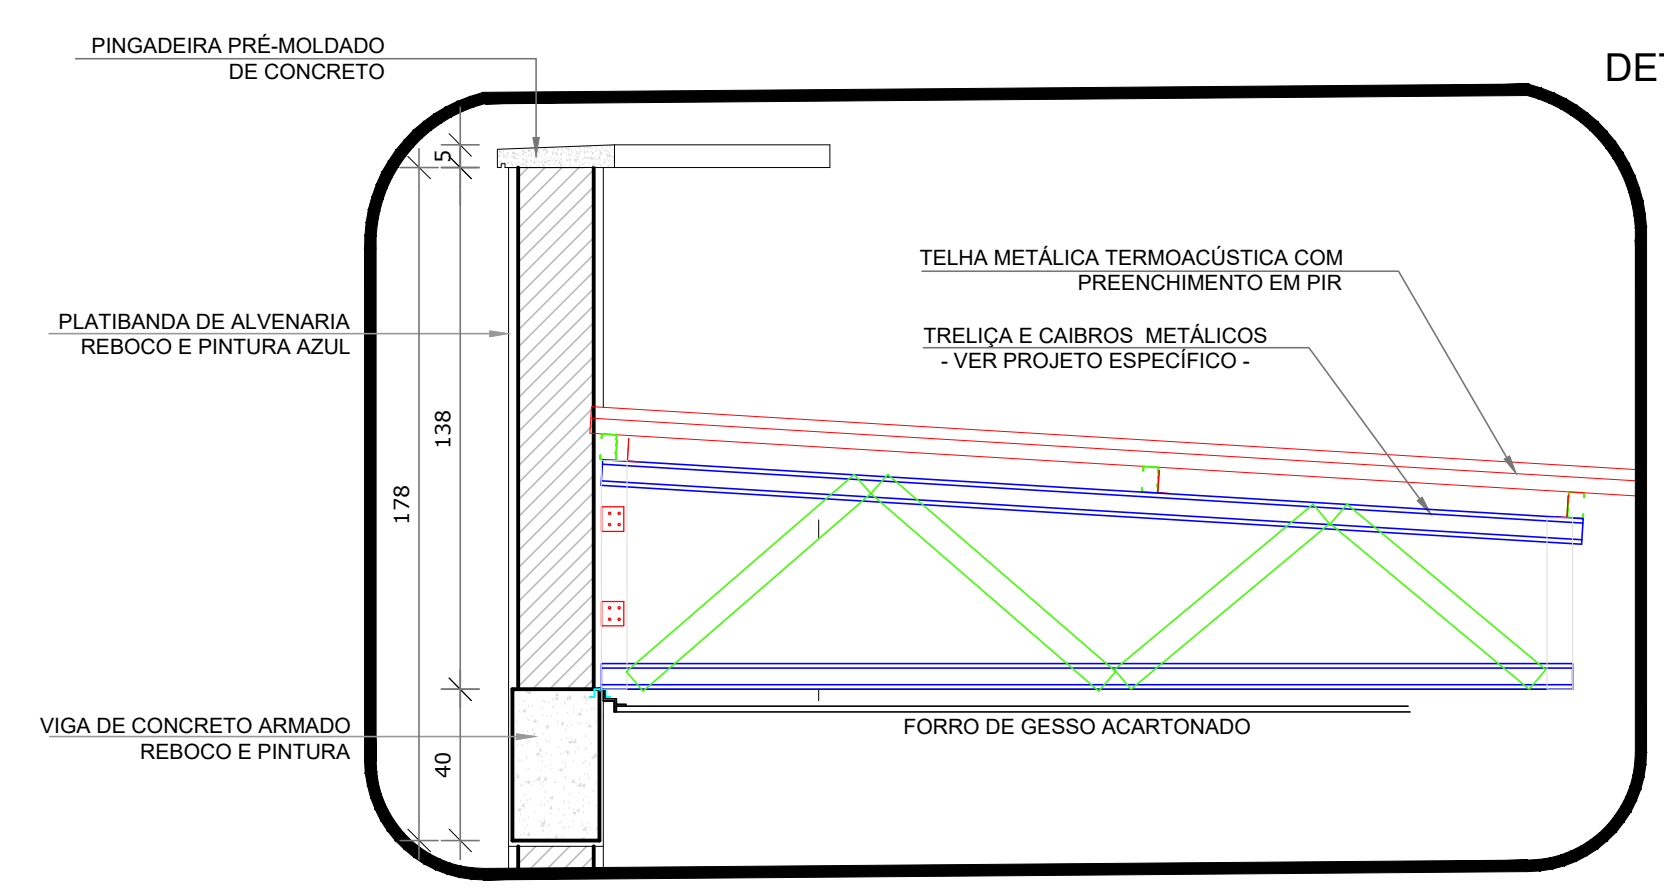 PINGADEIRA PRÉ-MOLDADO
DE CONCRETO
DET
5
TELHA METÁLICA TERMOACÚSTICA COM
PREENCHIMENTO EM PIR
PLATIBANDA DE ALVENARIA
REBOCO E PINTURA AZUL
TRELIÇA E CAIBROS METÁLICOS
- VER PROJETO ESPECÍFICO -
138
178
VIGA DE CONCRETO ARMADO
REBOCO E PINTURA
FORRO DE GESSO ACARTONADO
40